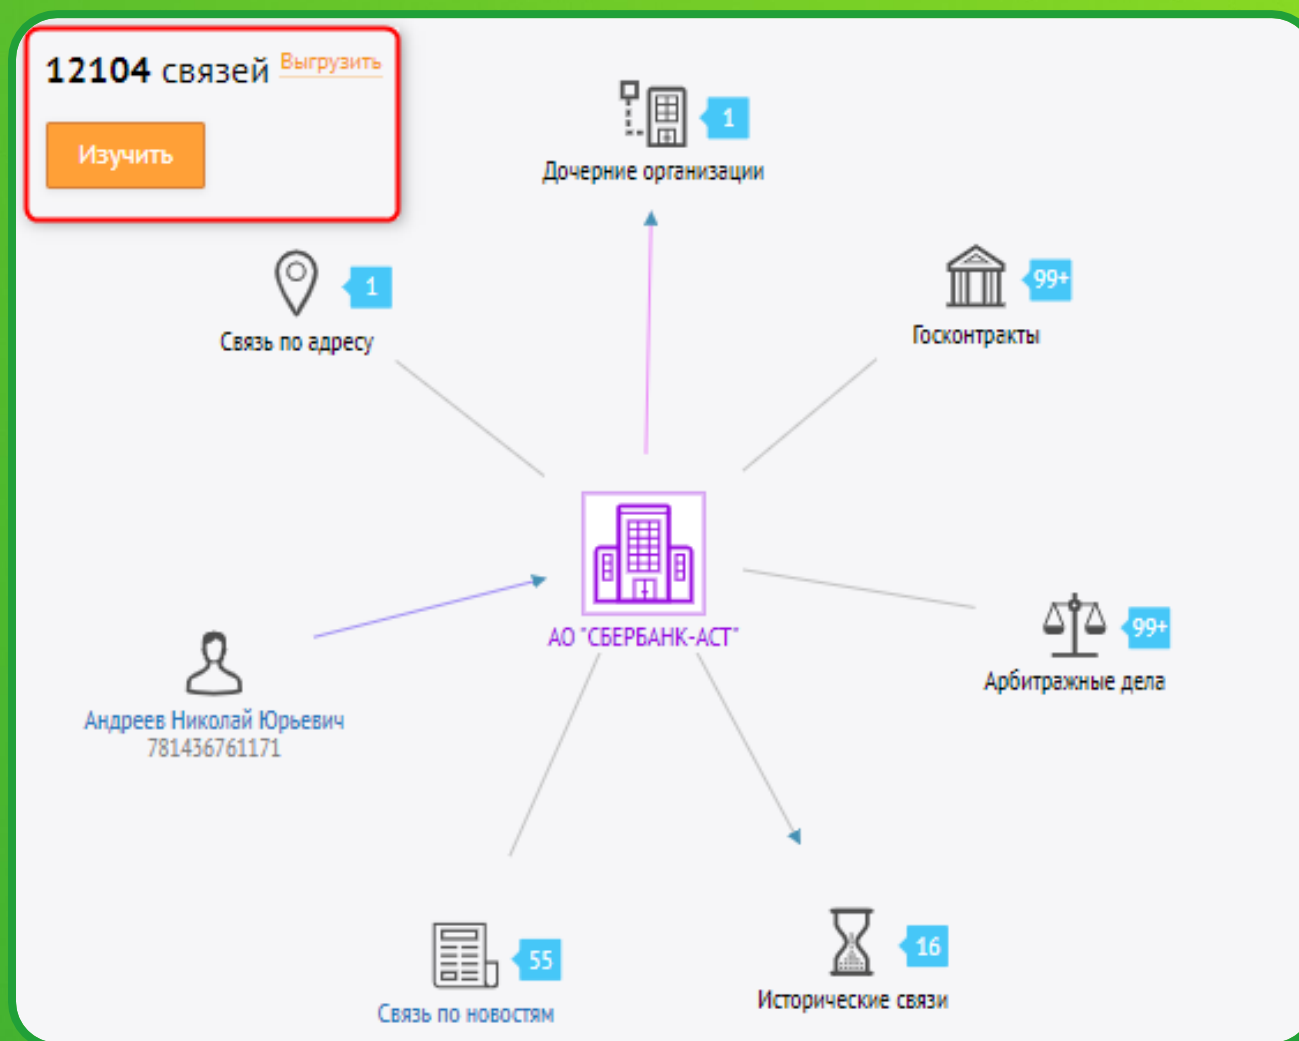 12104 связей Выгрузить
Изучить
1
Дочерние организации
1
Связь по адресу
99+
Госконтракты
АО "СБЕРБАНК-АСТ"
99+
Арбитражные дела
Андреев Николай Юрьевич
781436761171
55
Связь по новостям
16
Исторические связи